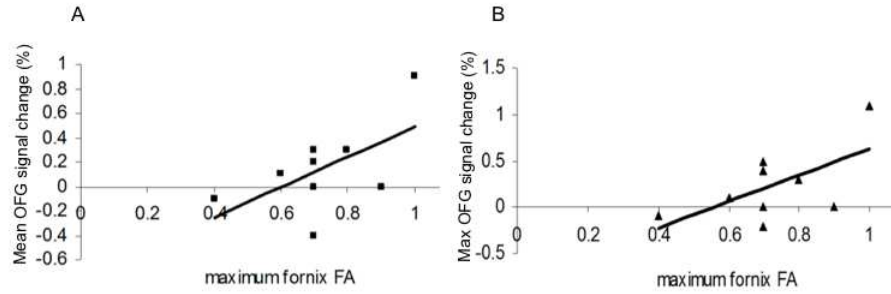 A
Mean OFG signal change (%)
1
0.8
0.6
0.4
0.2
0
-0.2
-0.4
-0.6
0 0.2 0.4 0.6 0.8 1
maximum fornix FA
B
Max OFG signal change (%)
1.5
1
0.5
0
-0.5
0 0.2 0.4 0.6 0.8 1
maximum fornix FA